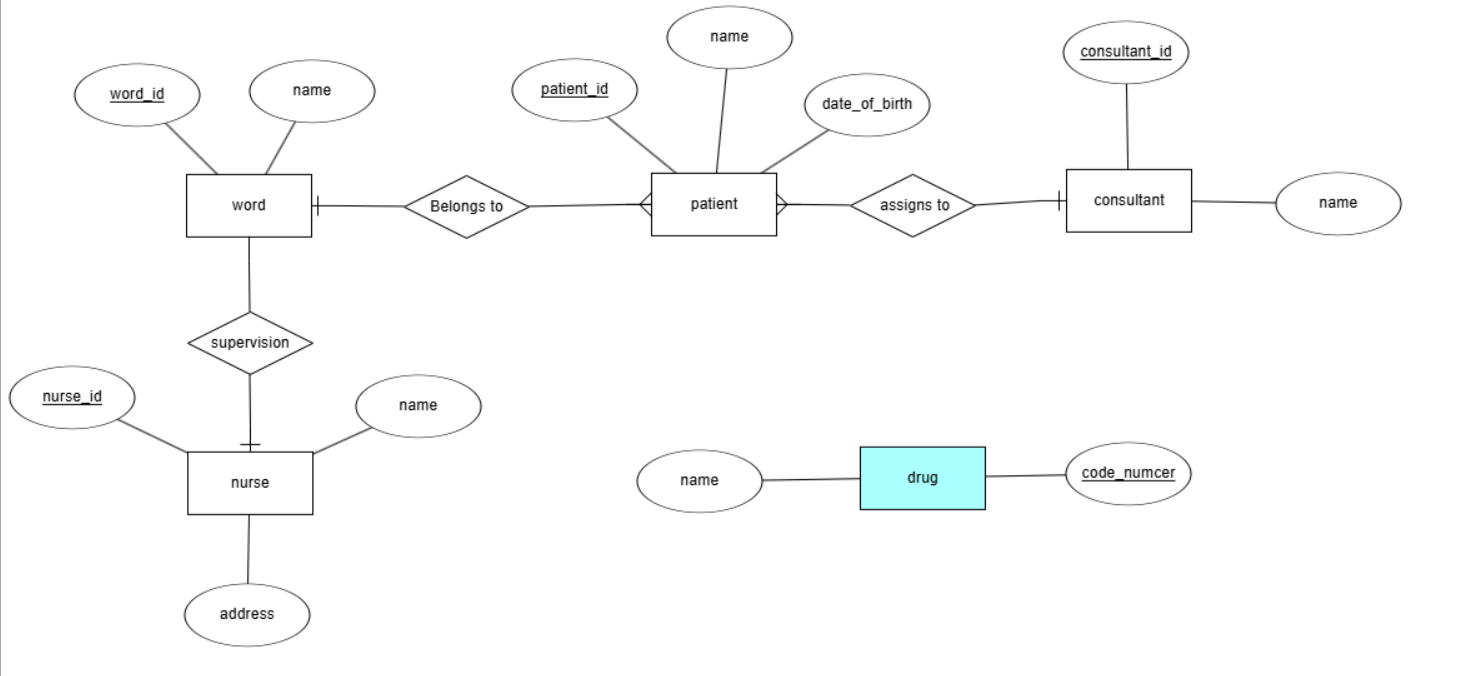 name
consultant_id
word_id
name
patient_id
date_of_birth
word
Belongs to
patient
assigns to
consultant
name
supervision
nurse_id
name
nurse
name
drug
code_numcer
address